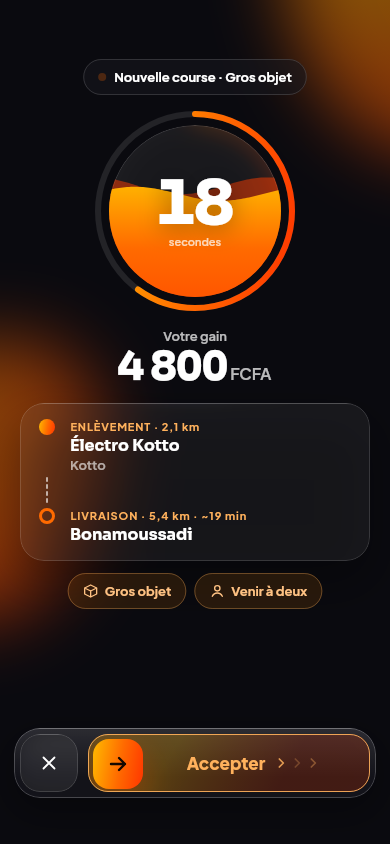 Nouvelle course · Gros objet
18
secondes
Votre gain
4 800 FCFA
ENLÈVEMENT · 2,1 km
Électro Kotto
Kotto
LIVRAISON · 5,4 km · ~19 min
Bonamoussadi
Gros objet
Venir à deux
Accepter